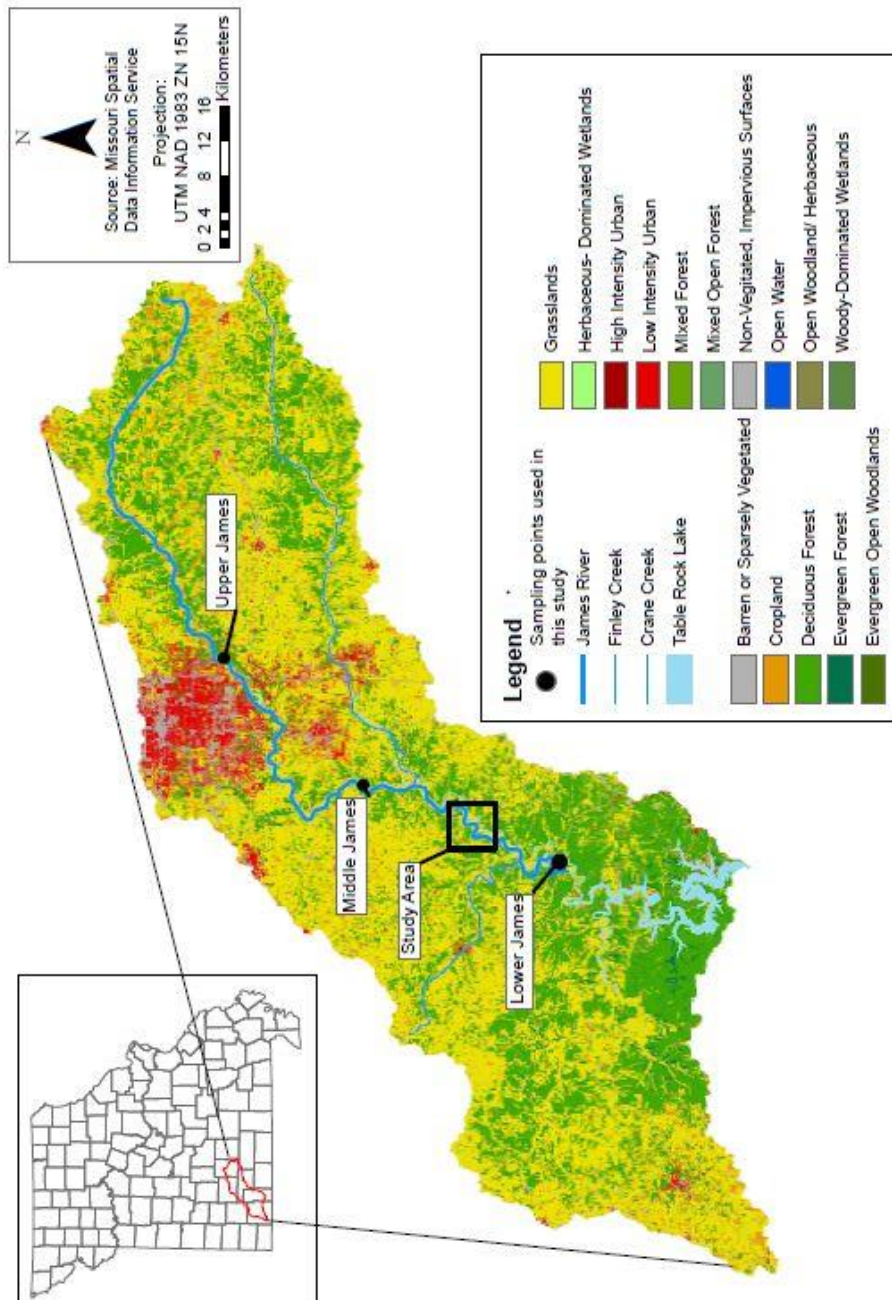 N
Source: Missouri Spatial
Data Information Service
Projection:
UTM NAD 1983 ZN 15N
0 2 4 8 12 16
Kilometers
Upper James
Middle James
Study Area
Lower James
Legend
Sampling points used in
this study
James River
Finley Creek
Crane Creek
Table Rock Lake
Barren or Sparsely Vegetated
Cropland
Deciduous Forest
Evergreen Forest
Evergreen Open Woodlands
Grasslands
Herbaceous- Dominated Wetlands
High Intensity Urban
Low Intensity Urban
Mixed Forest
Mixed Open Forest
Non-Vegitated, Impervious Surfaces
Open Water
Open Woodland/ Herbaceous
Woody-Dominated Wetlands